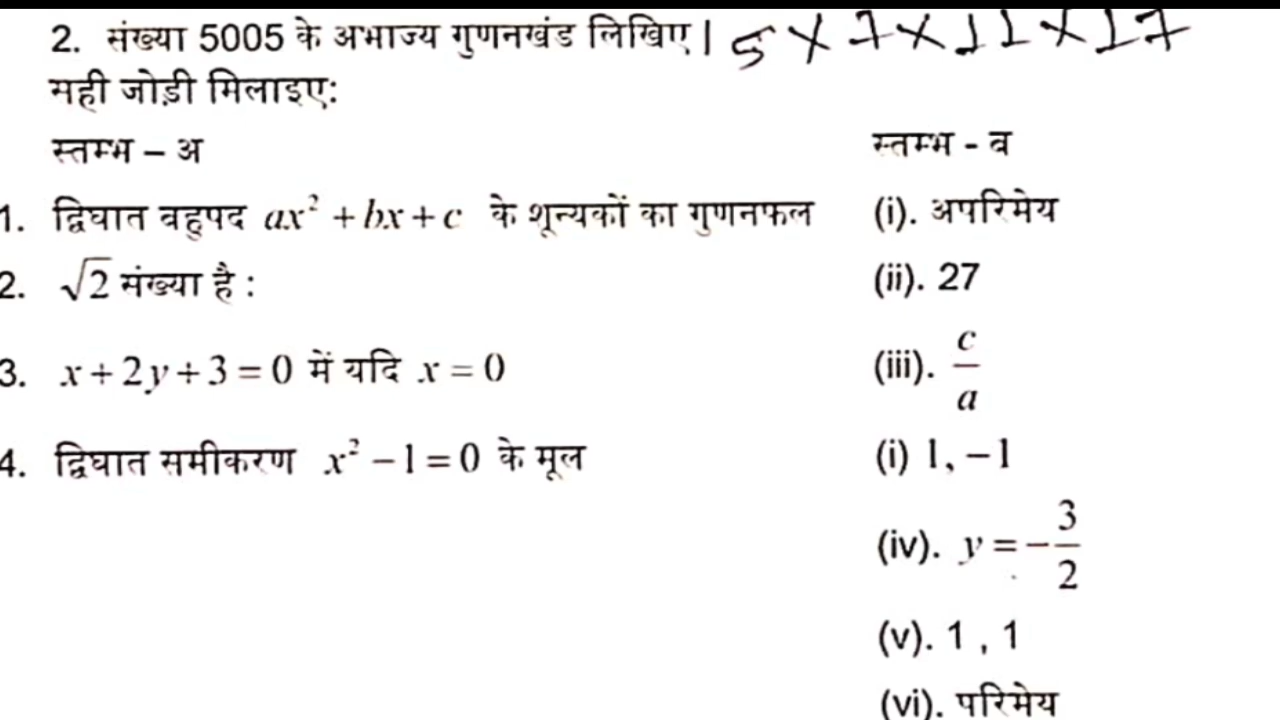 2. संख्या 5005 के अभाज्य गुणनखंड लिखिए| 5 × 7 × 11 × 17
सही जोड़ी मिलाइए:
स्तम्भ – अ स्तम्भ - ब
1. द्विघात बहुपद ax² + bx + c के शून्यकों का गुणनफल (i). अपरिमेय
2. √2 संख्या है : (ii). 27
3. x + 2y + 3 = 0 में यदि x = 0 (iii). c/a
4. द्विघात समीकरण x² − 1 = 0 के मूल (i) 1, −1
(iv). y = −3/2
(v). 1 , 1
(vi). परिमेय